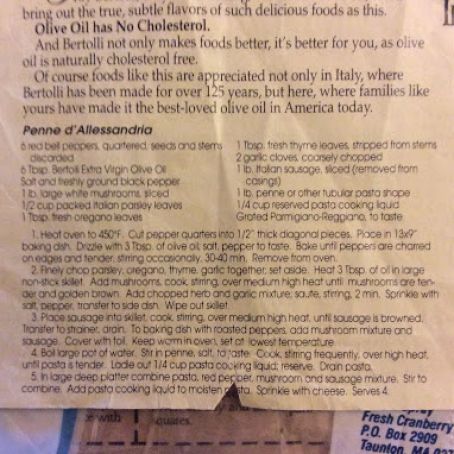 bring out the true, subtle flavors of such delicious foods as this.
Olive Oil has No Cholesterol.
And Bertolli not only makes foods better, it's better for you, as olive
oil is naturally cholesterol free.
Of course foods like this are appreciated not only in Italy, where
Bertolli has been made for over 125 years, but here, where families like
yours have made it the best-loved olive oil in America today.
Penne d'Allessandria
6 red bell peppers, quartered, seeds and stems
discarded
6 Tbsp. Bertolli Extra Virgin Olive Oil
Salt and freshly ground black pepper
1 lb. large white mushrooms, sliced
1/2 cup packed Italian parsley leaves
1 Tbsp. fresh oregano leaves
1 Tbsp. fresh thyme leaves, stripped from stems
2 garlic cloves, coarsely chopped
1 lb. Italian sausage, sliced (removed from
casings)
1 lb. penne or other tubular pasta shape
1/4 cup reserved pasta cooking liquid
Grated Parmigiano-Reggiano, to taste
1. Heat oven to 450°F. Cut pepper quarters into 1/2" thick diagonal pieces. Place in 13x9"
baking dish. Drizzle with 3 Tbsp. of olive oil, salt, pepper to taste. Bake until peppers are charred
on edges and tender, stirring occasionally, 30-40 min. Remove from oven.
2. Finely chop parsley, oregano, thyme, garlic together; set aside. Heat 3 Tbsp. of oil in large
non-stick skillet. Add mushrooms, cook, stirring, over medium high heat until mushrooms are ten-
der and golden brown. Add chopped herb and garlic mixture; saute, stirring, 2 min. Sprinkle with
salt, pepper, transfer to side dish. Wipe out skillet.
3. Place sausage into skillet, cook, stirring, over medium high heat, until sausage is browned.
Transfer to strainer, drain. To baking dish with roasted peppers, add mushroom mixture and
sausage. Cover with foil. Keep warm in oven, set at lowest temperature.
4. Boil large pot of water. Stir in penne, salt, to taste. Cook, stirring frequently, over high heat,
until pasta is tender. Ladle out 1/4 cup pasta cooking liquid; reserve. Drain pasta.
5. In large deep platter combine pasta, red pepper, mushroom and sausage mixture. Stir to
combine. Add pasta cooking liquid to moisten pasta. Sprinkle with cheese. Serves 4.
with
quares.
Fresh Cranberry
P.O. Box 2909
Taunton, MA